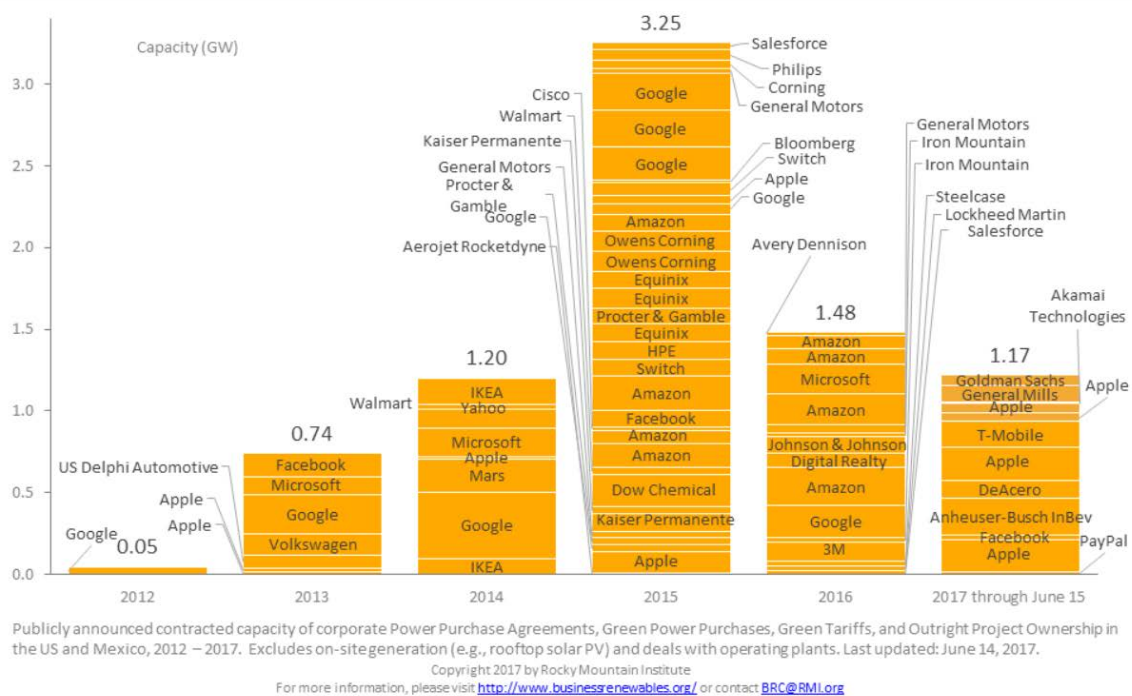 Capacity (GW)
3.0
2.5
2.0
1.5
1.0
0.5
0.0
Google
0.05
2012
0.74
US Delphi Automotive
Apple
Apple
Facebook
Microsoft
Google
Volkswagen
2013
1.20
Walmart
IKEA
Yahoo
Microsoft
Apple
Mars
Google
IKEA
2014
3.25
Cisco
Walmart
Kaiser Permanente
General Motors
Procter &
Gamble
Google
Aerojet Rocketdyne
Salesforce
Philips
Corning
General Motors
Google
Google
Google
Bloomberg
Switch
Apple
Google
Amazon
Owens Corning
Owens Corning
Equinix
Equinix
Procter & Gamble
Equinix
HPE
Switch
Amazon
Facebook
Amazon
Amazon
Dow Chemical
Kaiser Permanente
Apple
2015
Avery Dennison
1.48
General Motors
Iron Mountain
Iron Mountain
Steelcase
Lockheed Martin
Salesforce
Amazon
Amazon
Microsoft
Amazon
Johnson & Johnson
Digital Realty
Amazon
Google
3M
2016
Akamai
Technologies
1.17
Goldman Sachs
General Mills
Apple
Apple
T-Mobile
Apple
DeAcero
Anheuser-Busch InBev
Facebook
Apple
PayPal
2017 through June 15
Publicly announced contracted capacity of corporate Power Purchase Agreements, Green Power Purchases, Green Tariffs, and Outright Project Ownership in
the US and Mexico, 2012 – 2017. Excludes on-site generation (e.g., rooftop solar PV) and deals with operating plants. Last updated: June 14, 2017.
Copyright 2017 by Rocky Mountain Institute
For more information, please visit http://www.businessrenewables.org/ or contact BRC@RMI.org